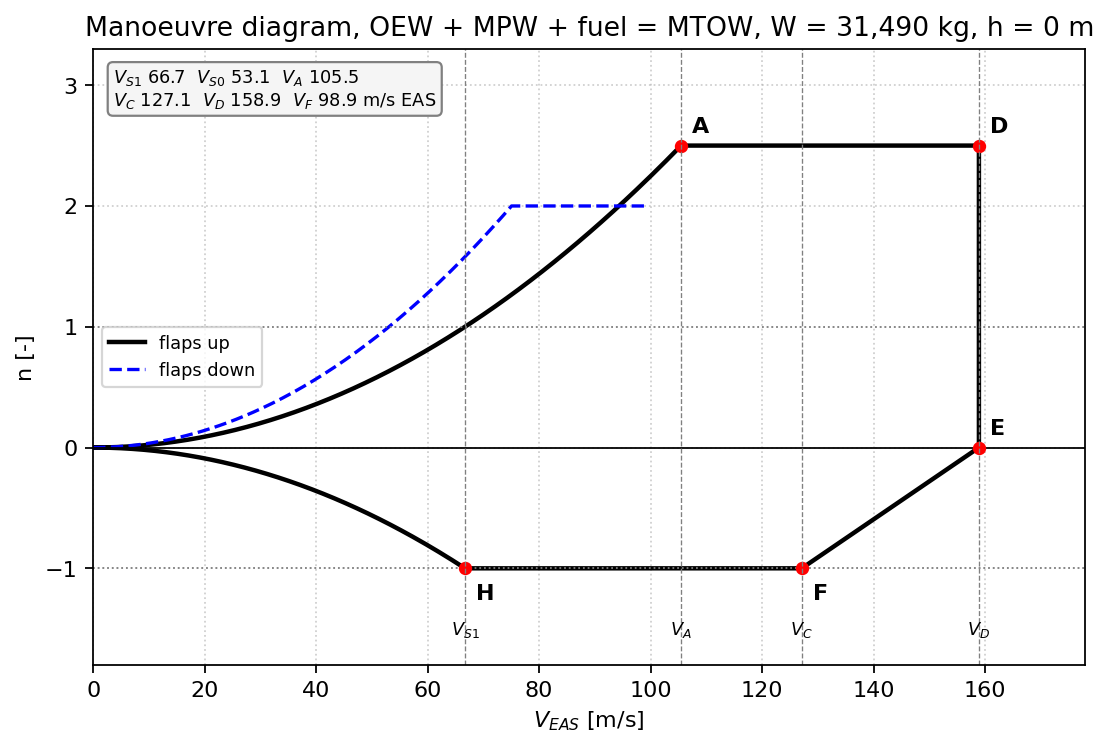 Manoeuvre diagram, OEW + MPW + fuel = MTOW, W = 31,490 kg, h = 0 m
V_S1 66.7 V_S0 53.1 V_A 105.5
V_C 127.1 V_D 158.9 V_F 98.9 m/s EAS
A
D
flaps up
flaps down
E
H
F
V_S1
V_A
V_C
V_D
3
2
1
0
−1
n [-]
0
20
40
60
80
100
120
140
160
V_EAS [m/s]